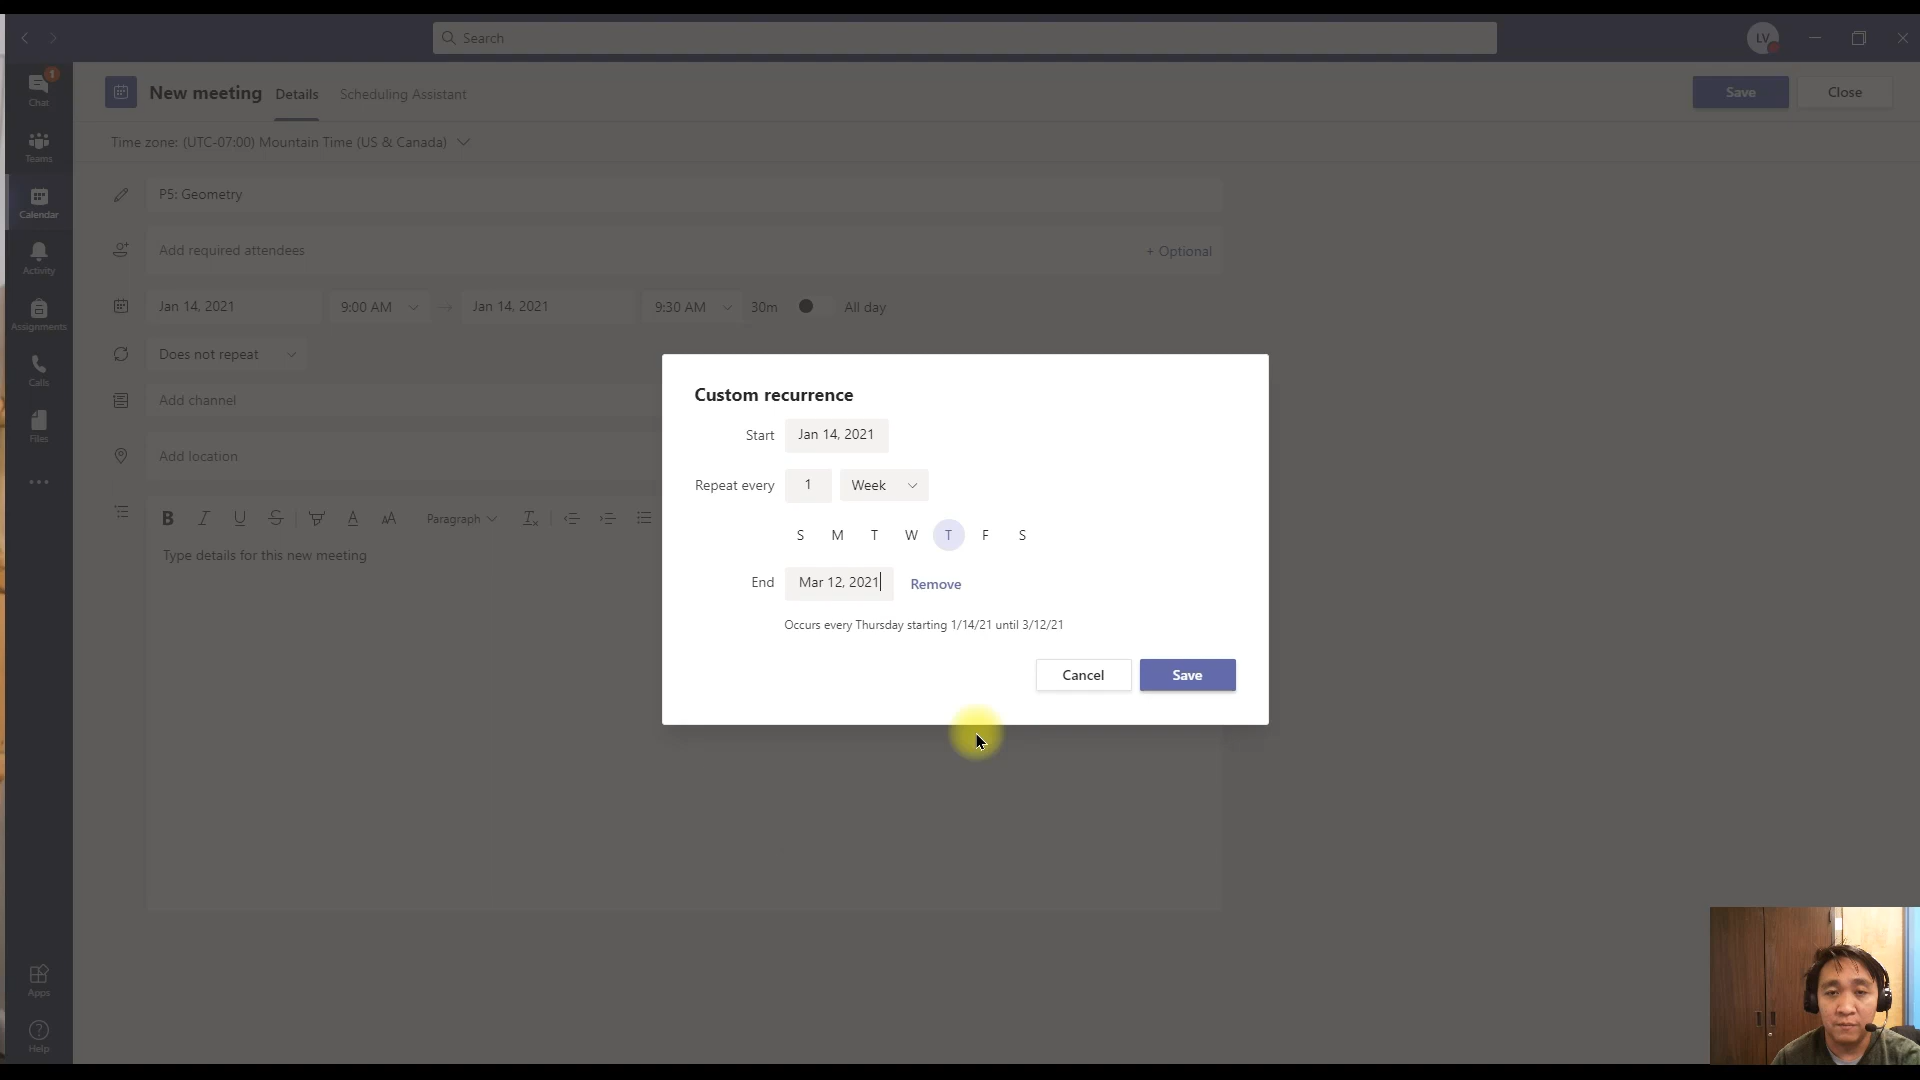 Search
LV
1
Chat
Teams
Calendar
Activity
Assignments
Calls
Files
Apps
Help
New meeting Details Scheduling Assistant
Save Close
Time zone: (UTC-07:00) Mountain Time (US & Canada)
P5: Geometry
Add required attendees + Optional
Jan 14, 2021 9:00 AM → Jan 14, 2021 9:30 AM 30m All day
Does not repeat
Add channel
Add location
B I U S A AA Paragraph
Type details for this new meeting
Custom recurrence
Start Jan 14, 2021
Repeat every 1 Week
S M T W T F S
End Mar 12, 2021 Remove
Occurs every Thursday starting 1/14/21 until 3/12/21
Cancel Save